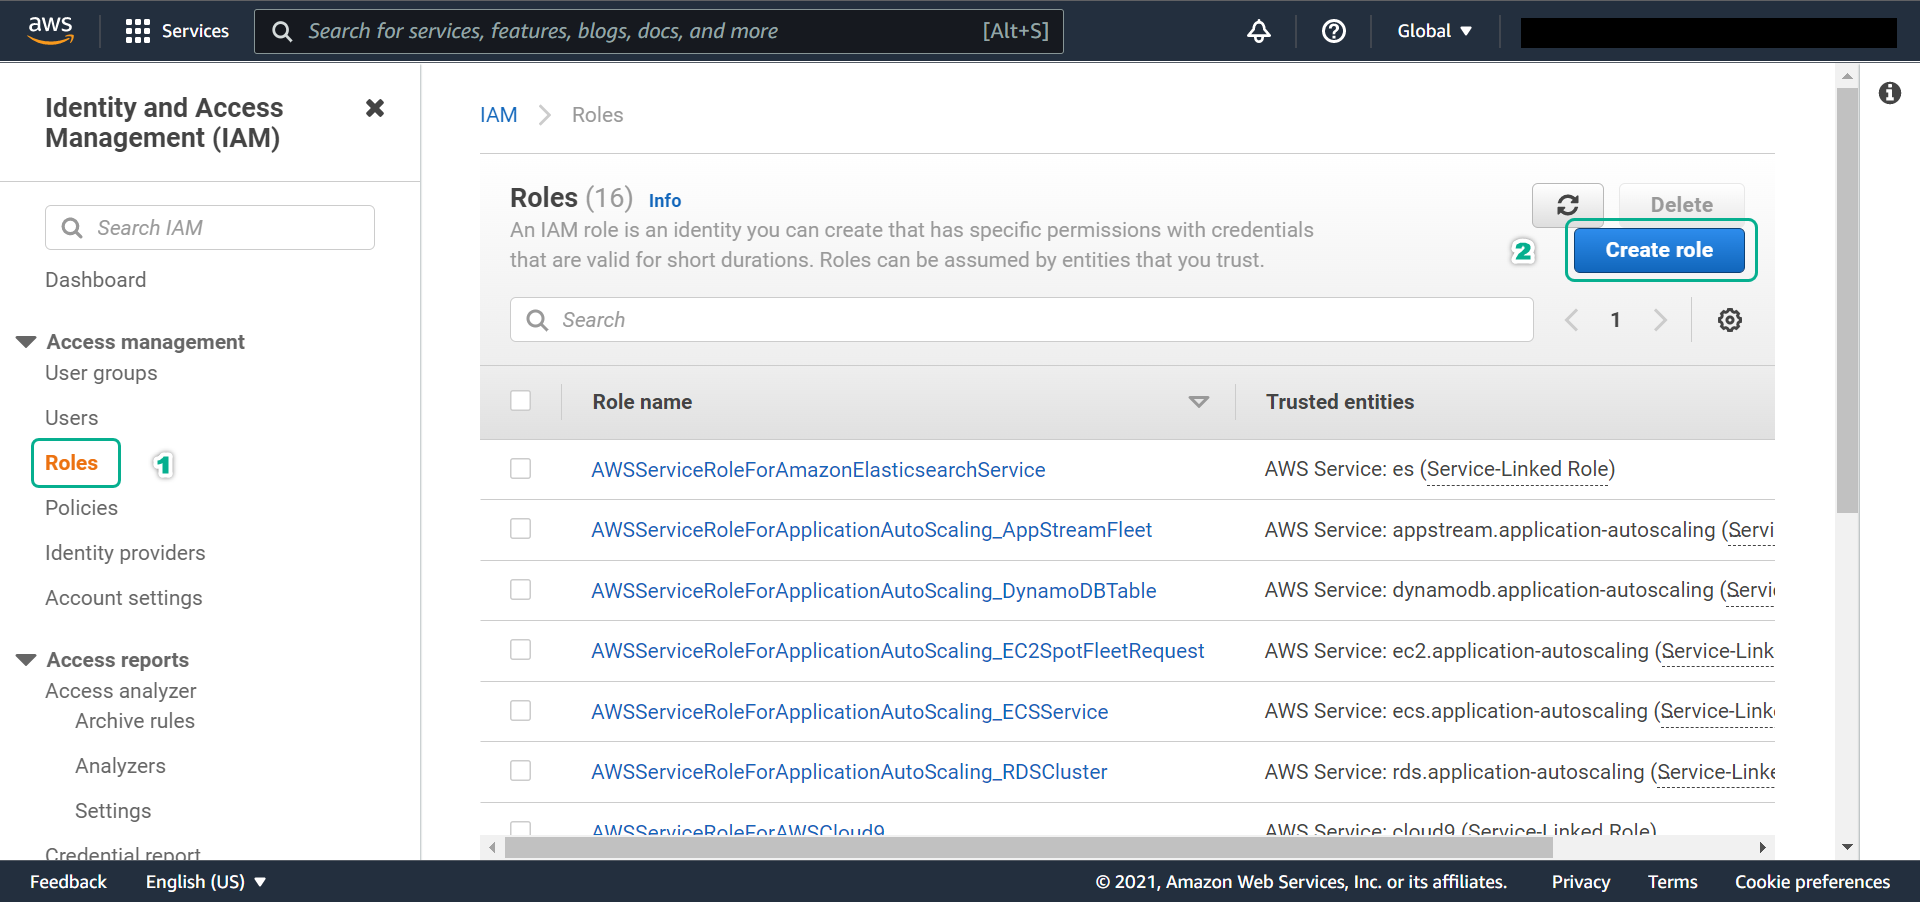 aws
Services
Search for services, features, blogs, docs, and more
[Alt+S]
Global
Identity and Access
Management (IAM)
Search IAM
Dashboard
Access management
User groups
Users
Roles
1
Policies
Identity providers
Account settings
Access reports
Access analyzer
Archive rules
Analyzers
Settings
Credential report
IAM
Roles
Roles (16) Info
An IAM role is an identity you can create that has specific permissions with credentials
that are valid for short durations. Roles can be assumed by entities that you trust.
Delete
2
Create role
Search
1
Role name Trusted entities
AWSServiceRoleForAmazonElasticsearchService AWS Service: es (Service-Linked Role)
AWSServiceRoleForApplicationAutoScaling_AppStreamFleet AWS Service: appstream.application-autoscaling (Servi
AWSServiceRoleForApplicationAutoScaling_DynamoDBTable AWS Service: dynamodb.application-autoscaling (Servi
AWSServiceRoleForApplicationAutoScaling_EC2SpotFleetRequest AWS Service: ec2.application-autoscaling (Service-Link
AWSServiceRoleForApplicationAutoScaling_ECSService AWS Service: ecs.application-autoscaling (Service-Link
AWSServiceRoleForApplicationAutoScaling_RDSCluster AWS Service: rds.application-autoscaling (Service-Linke
AWSServiceRoleForAWSCloud9 AWS Service: cloud9 (Service-Linked Role)
Feedback
English (US)
© 2021, Amazon Web Services, Inc. or its affiliates.
Privacy
Terms
Cookie preferences